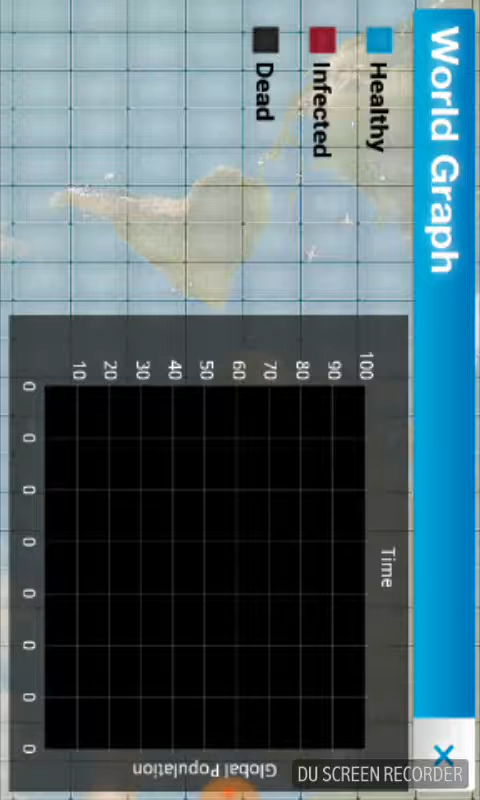 World Graph
Healthy
Infected
Dead
Time
100
90
80
70
60
50
40
30
20
10
0 0 0 0 0 0 0 0
Global Population
DU SCREEN RECORDER